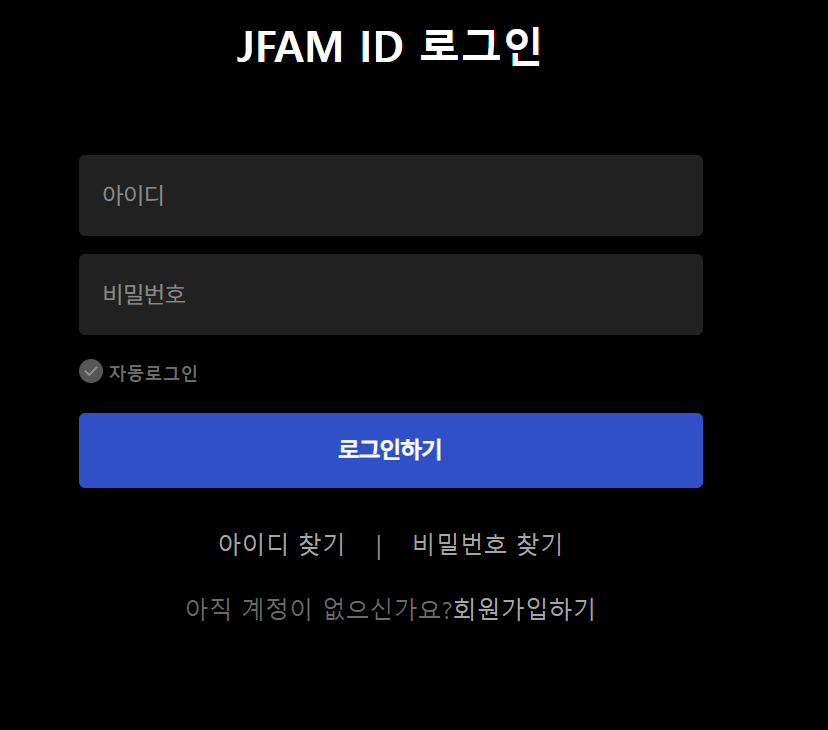 JFAM ID 로그인
아이디
비밀번호
자동로그인
로그인하기
아이디 찾기 | 비밀번호 찾기
아직 계정이 없으신가요?회원가입하기